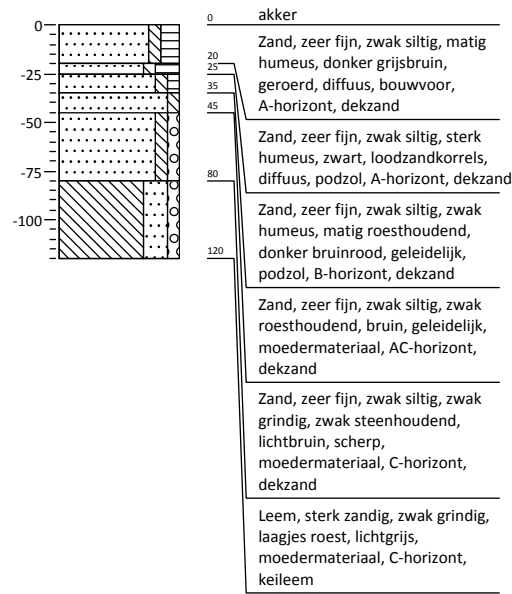 0
-25
-50
-75
-100
0
20
25
35
45
80
120
akker
Zand, zeer fijn, zwak siltig, matig
humeus, donker grijsbruin,
geroerd, diffuus, bouwvoor,
A-horizont, dekzand
Zand, zeer fijn, zwak siltig, sterk
humeus, zwart, loodzandkorrels,
diffuus, podzol, A-horizont, dekzand
Zand, zeer fijn, zwak siltig, zwak
humeus, matig roesthoudend,
donker bruinrood, geleidelijk,
podzol, B-horizont, dekzand
Zand, zeer fijn, zwak siltig, zwak
roesthoudend, bruin, geleidelijk,
moedermateriaal, AC-horizont,
dekzand
Zand, zeer fijn, zwak siltig, zwak
grindig, zwak steenhoudend,
lichtbruin, scherp,
moedermateriaal, C-horizont,
dekzand
Leem, sterk zandig, zwak grindig,
laagjes roest, lichtgrijs,
moedermateriaal, C-horizont,
keileem